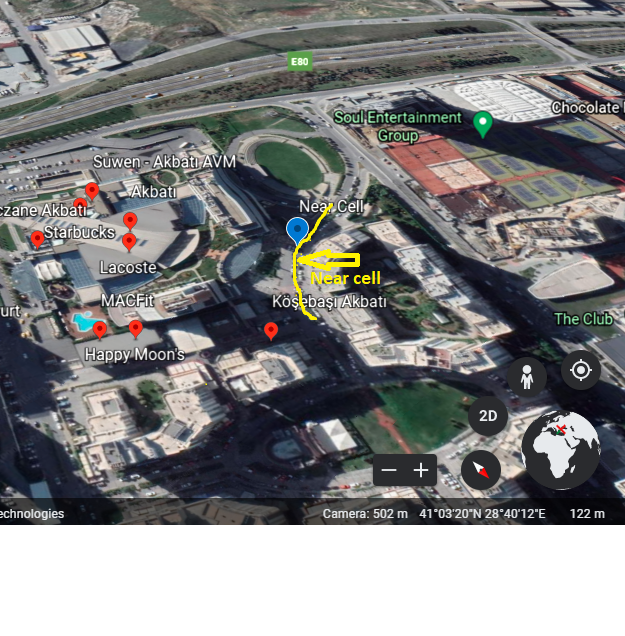 E80
Chocolate
Soul Entertainment
Group
Suwen - Akbatı AVM
Akbatı
czane Akbatı
Near Cell
Starbucks
Lacoste
Near cell
MACFit
Köşebaşı Akbatı
urt
The Club
Happy Moon's
2D
echnologies
Camera: 502 m 41°03'20"N 28°40'12"E 122 m